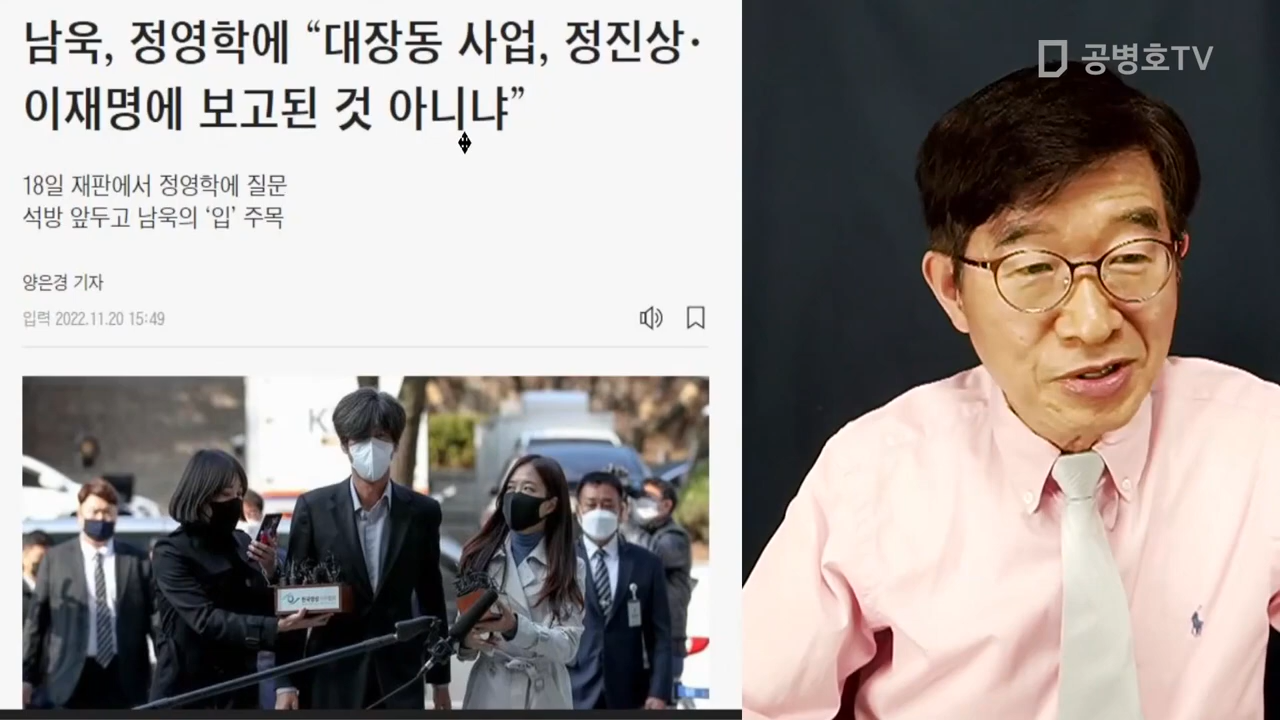 남욱, 정영학에 “대장동 사업, 정진상·
이재명에 보고된 것 아니냐”
18일 재판에서 정영학에 질문
석방 앞두고 남욱의 ‘입’ 주목
양은경 기자
입력 2022.11.20 15:49
K
공병호TV